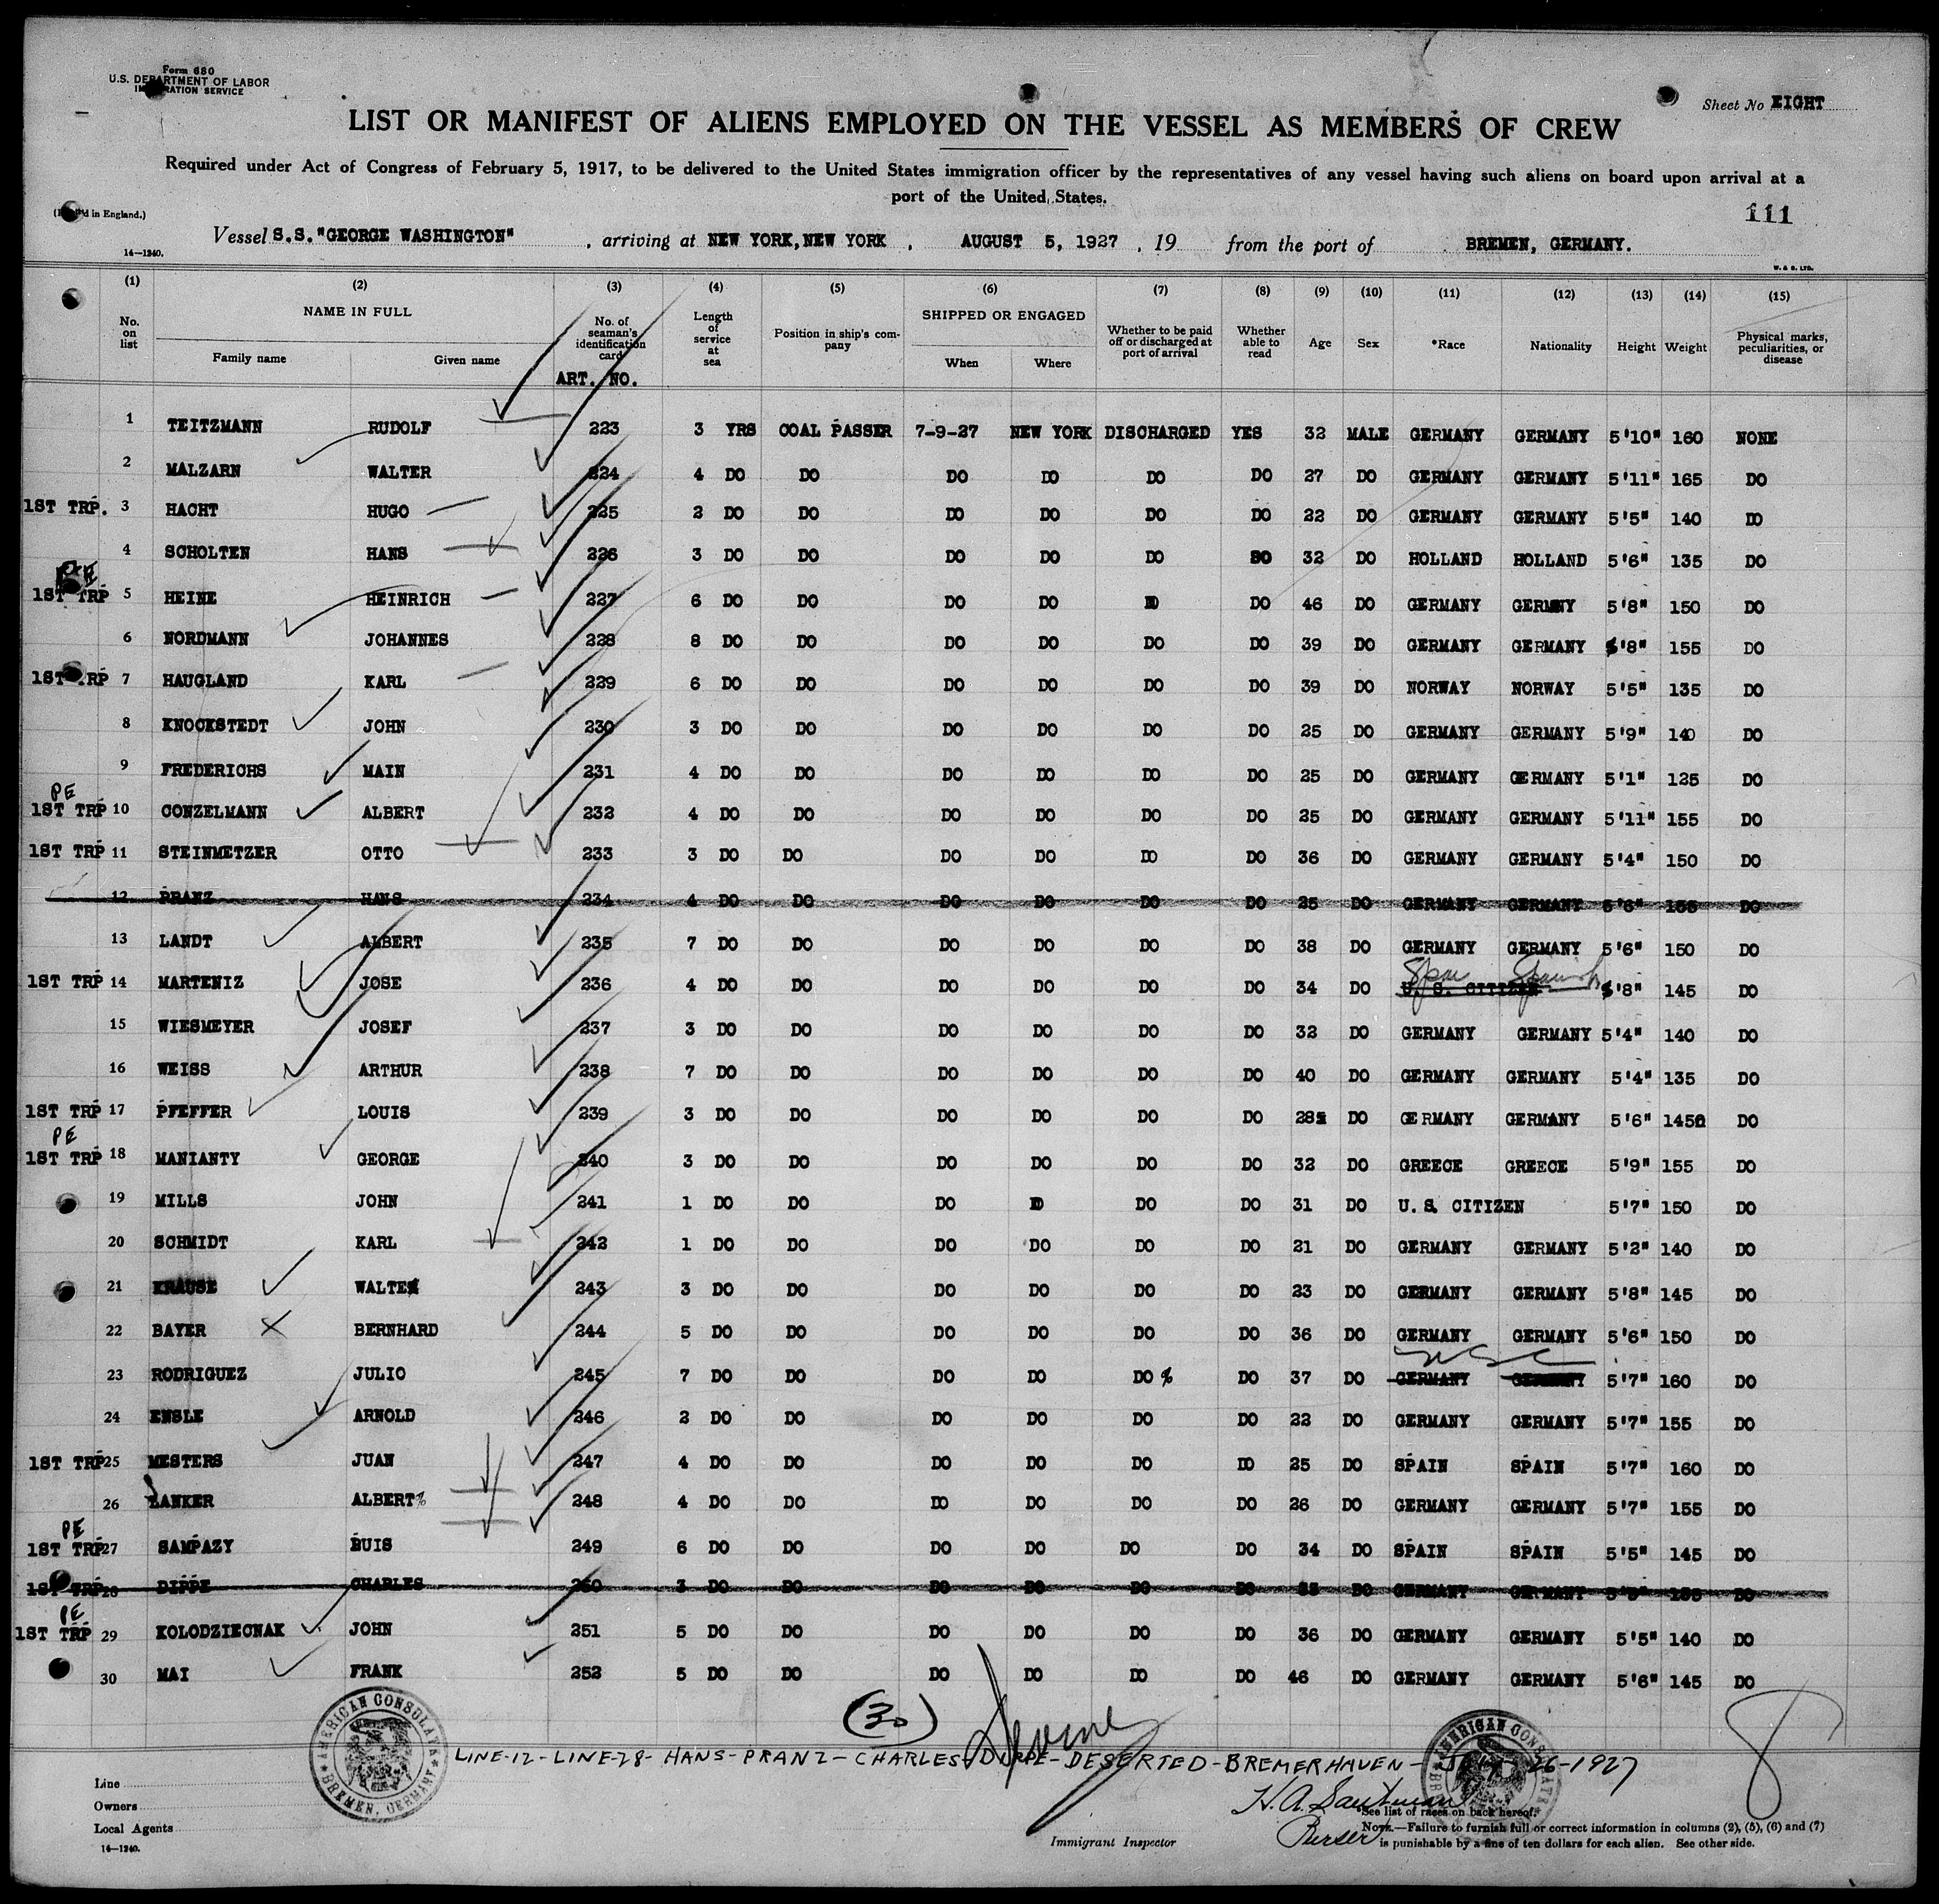 Form 680
U.S. DEPARTMENT OF LABOR
IMMIGRATION SERVICE
Sheet No EIGHT
LIST OR MANIFEST OF ALIENS EMPLOYED ON THE VESSEL AS MEMBERS OF CREW
Required under Act of Congress of February 5, 1917, to be delivered to the United States immigration officer by the representatives of any vessel having such aliens on board upon arrival at a
port of the United States.
(Print'd in England.)
111
Vessel S.S."GEORGE WASHINGTON" , arriving at NEW YORK, NEW YORK , AUGUST 5, 1927 , 19 from the port of BREMEN, GERMANY.
14—1240.
W. & S. LTD.
(1) (2) (3) (4) (5) (6) (7) (8) (9) (10) (11) (12) (13) (14) (15)
No. on list NAME IN FULL Family name Given name No. of seaman's identification card ART. NO. Length of service at sea Position in ship's company SHIPPED OR ENGAGED When Where Whether to be paid off or discharged at port of arrival Whether able to read Age Sex *Race Nationality Height Weight Physical marks, peculiarities, or disease
1 TEITZMANN RUDOLF 223 3 YRS COAL PASSER 7-9-27 NEW YORK DISCHARGED YES 32 MALE GERMANY GERMANY 5'10" 160 NONE
2 MALZARN WALTER 224 4 DO DO DO DO DO DO 27 DO GERMANY GERMANY 5'11" 165 DO
1ST TRP. 3 HACHT HUGO 225 2 DO DO DO DO DO DO 22 DO GERMANY GERMANY 5'5" 140 DO
4 SCHOLTEN HANS 226 3 DO DO DO DO DO DO 32 DO HOLLAND HOLLAND 5'6" 135 DO
PE
1ST TRP 5 HEINE HEINRICH 227 6 DO DO DO DO DO DO 46 DO GERMANY GERMANY 5'8" 150 DO
6 NORDMANN JOHANNES 228 8 DO DO DO DO DO DO 39 DO GERMANY GERMANY 5'8" 155 DO
1ST TRP 7 HAUGLAND KARL 229 6 DO DO DO DO DO DO 39 DO NORWAY NORWAY 5'5" 135 DO
8 KNOCKSTEDT JOHN 230 3 DO DO DO DO DO DO 25 DO GERMANY GERMANY 5'9" 140 DO
9 FREDERICHS MAIN 231 4 DO DO DO DO DO DO 25 DO GERMANY GERMANY 5'1" 125 DO
PE
1ST TRP 10 CONZELMANN ALBERT 232 4 DO DO DO DO DO DO 25 DO GERMANY GERMANY 5'11" 155 DO
1ST TRP 11 STEINMETZER OTTO 233 3 DO DO DO DO DO DO 36 DO GERMANY GERMANY 5'4" 150 DO
12 PRANZ HANS 234 4 DO DO DO DO DO DO 25 DO GERMANY GERMANY 5'6" 155 DO
13 LANDT ALBERT 235 7 DO DO DO DO DO DO 38 DO GERMANY GERMANY 5'6" 150 DO
Span Spanish
1ST TRP 14 MARTENIZ JOSE 236 4 DO DO DO DO DO DO 34 DO U. S. CITIZEN 5'8" 145 DO
15 WIESMEYER JOSEF 237 3 DO DO DO DO DO DO 32 DO GERMANY GERMANY 5'4" 140 DO
16 WEISS ARTHUR 238 7 DO DO DO DO DO DO 40 DO GERMANY GERMANY 5'4" 135 DO
1ST TRP 17 PFEFFER LOUIS 239 3 DO DO DO DO DO DO 28 DO GERMANY GERMANY 5'6" 145 DO
PE
1ST TRP 18 MANIANTY GEORGE 240 3 DO DO DO DO DO DO 32 DO GREECE GREECE 5'9" 155 DO
19 MILLS JOHN 241 1 DO DO DO DO DO DO 31 DO U. S. CITIZEN 5'7" 150 DO
20 SCHMIDT KARL 242 1 DO DO DO DO DO DO 21 DO GERMANY GERMANY 5'2" 140 DO
21 KRAUSE WALTER 243 3 DO DO DO DO DO DO 23 DO GERMANY GERMANY 5'8" 145 DO
22 BAYER BERNHARD 244 5 DO DO DO DO DO DO 36 DO GERMANY GERMANY 5'6" 150 DO
USC
23 RODRIGUEZ JULIO 245 7 DO DO DO DO DO DO 37 DO GERMANY GERMANY 5'7" 160 DO
24 ENSLE ARNOLD 246 2 DO DO DO DO DO DO 22 DO GERMANY GERMANY 5'7" 155 DO
1ST TRP 25 MESTERS JUAN 247 4 DO DO DO DO DO DO 25 DO SPAIN SPAIN 5'7" 160 DO
26 LANKER ALBERT 248 4 DO DO DO DO DO DO 26 DO GERMANY GERMANY 5'7" 155 DO
PE
1ST TRP 27 SAMPAZY BUIS 249 6 DO DO DO DO DO DO 34 DO SPAIN SPAIN 5'5" 145 DO
1ST TRP 28 DIPPE CHARLES 250 3 DO DO DO DO DO DO DO GERMANY GERMANY DO
PE
1ST TRP 29 KOLODZIECNAK JOHN 251 5 DO DO DO DO DO DO 36 DO GERMANY GERMANY 5'5" 140 DO
30 MAI FRANK 252 5 DO DO DO DO DO DO 46 DO GERMANY GERMANY 5'6" 145 DO
(30)
AMERICAN CONSULATE BREMEN, GERMANY
AMERICAN CONSULATE
LINE-12-LINE-28-HANS-PRANZ-CHARLES-DIPPE-DESERTED-BREMERHAVEN-JULY-26-1927
Line
Owners
Local Agents
14—1240.
Immigrant Inspector
H.A. Sautman
Purser
*See list of races on back hereof.
NOTE.—Failure to furnish full or correct information in columns (2), (5), (6) and (7)
is punishable by a fine of ten dollars for each alien. See other side.